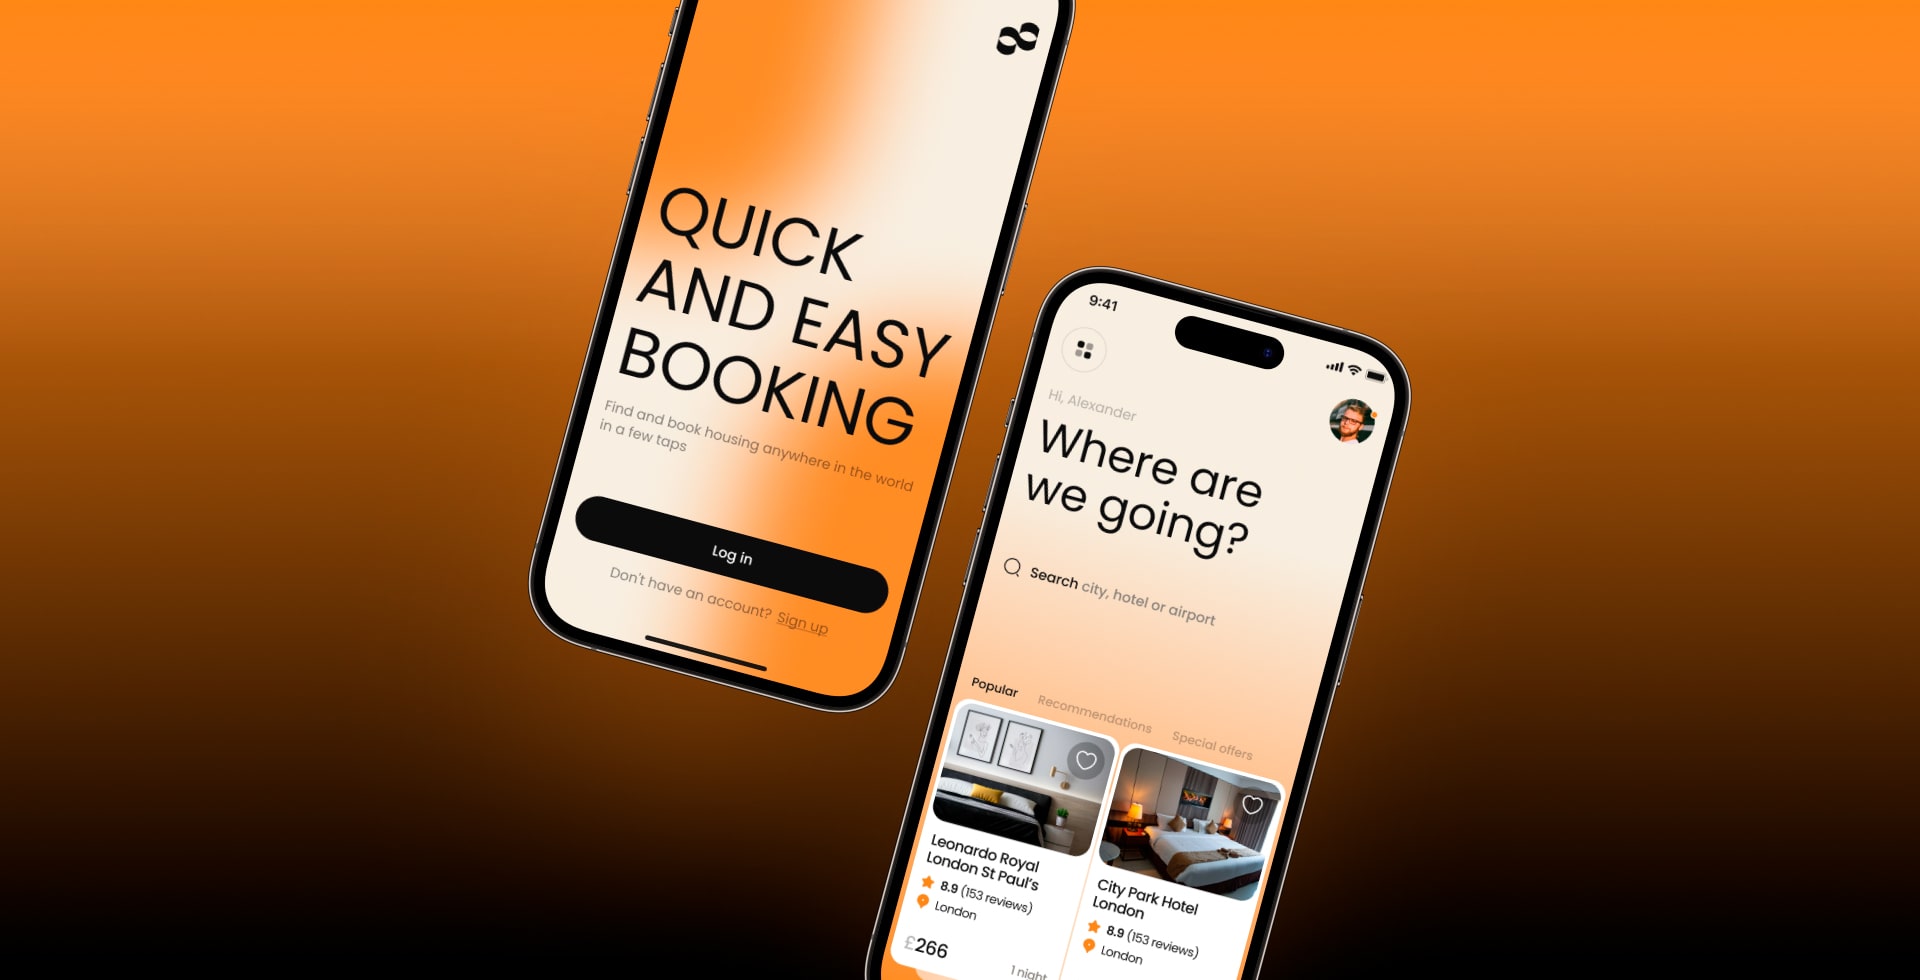 QUICK
AND EASY
BOOKING
Find and book housing anywhere in the world
in a few taps
Log in
Don't have an account? Sign up
9:41
Hi, Alexander
Where are
we going?
Search city, hotel or airport
Popular Recommendations Special offers
Leonardo Royal
London St Paul's
8.9 (153 reviews)
London
£266
1 night
City Park Hotel
London
8.9 (153 reviews)
London